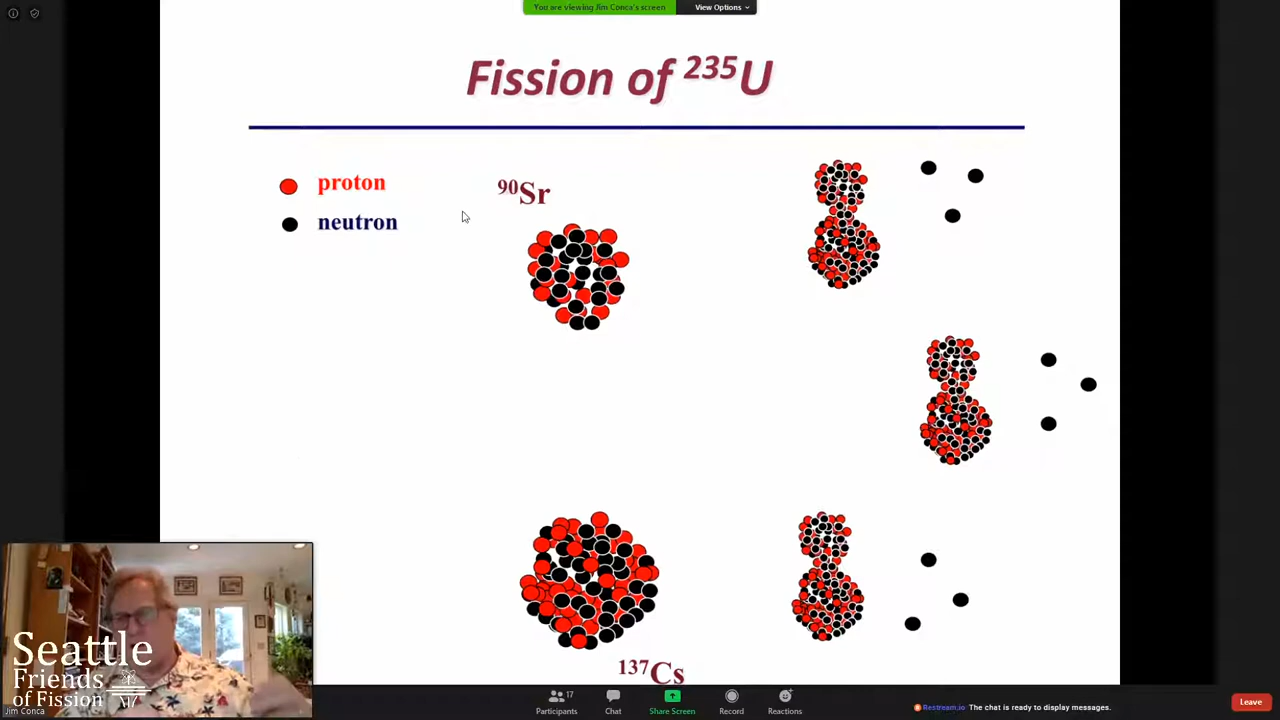 You are viewing Jim Conca's screen
View Options
Fission of ²³⁵U
proton
neutron
⁹⁰Sr
¹³⁷Cs
Seattle
Friends
of Fission
Jim Conca
17
Participants
Chat
Share Screen
Record
Reactions
Restream.io The chat is ready to display messages.
Leave